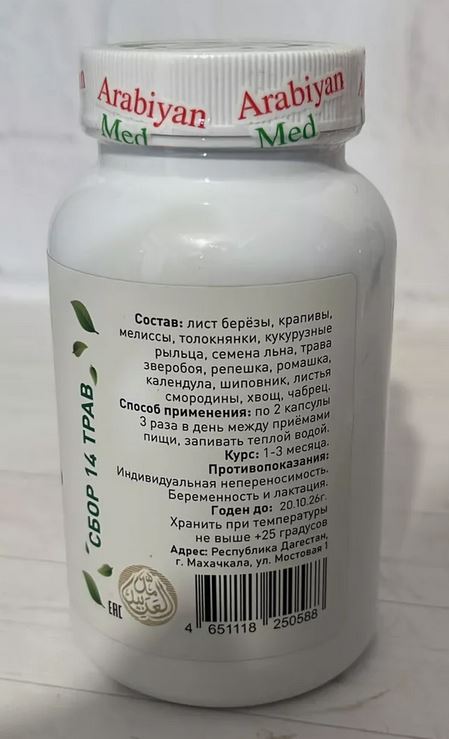 Arabiyan
Med
Arabiyan
Med
СБОР 14 ТРАВ
Состав: лист берёзы, крапивы,
мелиссы, толокнянки, кукурузные
рыльца, семена льна, трава
зверобоя, репешка, ромашка,
календула, шиповник, листья
смородины, хвощ, чабрец.
Способ применения: по 2 капсулы
3 раза в день между приёмами
пищи, запивать теплой водой.
Курс: 1-3 месяца.
Противопоказания:
Индивидуальная непереносимость.
Беременность и лактация.
Годен до: 20.10.26г.
Хранить при температуры
не выше +25 градусов
Адрес: Республика Дагестан,
г. Махачкала, ул. Мостовая 1
EAC
4 651118 250588